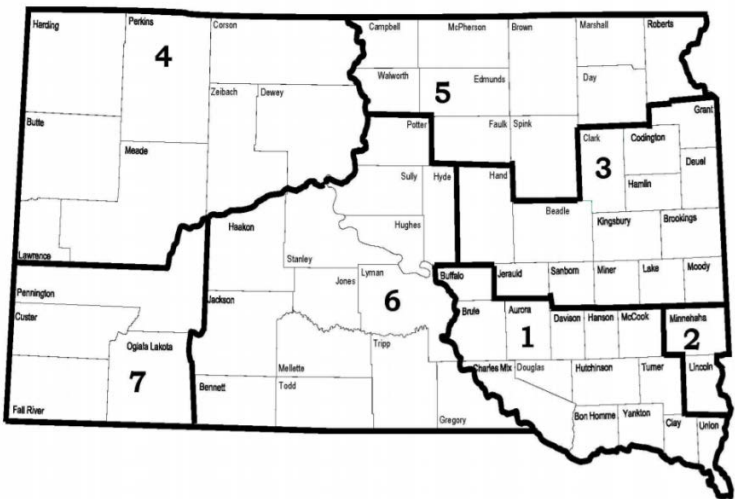 Harding
Perkins
Corson
Campbell
McPherson
Brown
Marshall
Roberts
4
Walworth
Edmunds
Day
5
Zeibach
Dewey
Butte
Potter
Faulk
Spink
Grant
Clark
Codington
Meade
3
Deuel
Sully
Hyde
Hand
Hamlin
Beadle
Haakon
Hughes
Kingsbury
Brookings
Lawrence
Stanley
Buffalo
Jerauld
Sanborn
Miner
Lake
Moody
Jones
Lyman
Pennington
Jackson
6
Brule
Aurora
Davison
Hanson
McCook
Minnehaha
Custer
1
2
Oglala Lakota
Tripp
Mellette
Charles Mix
Douglas
Hutchinson
Turner
Lincoln
7
Bennett
Todd
Fall River
Gregory
Bon Homme
Yankton
Clay
Union